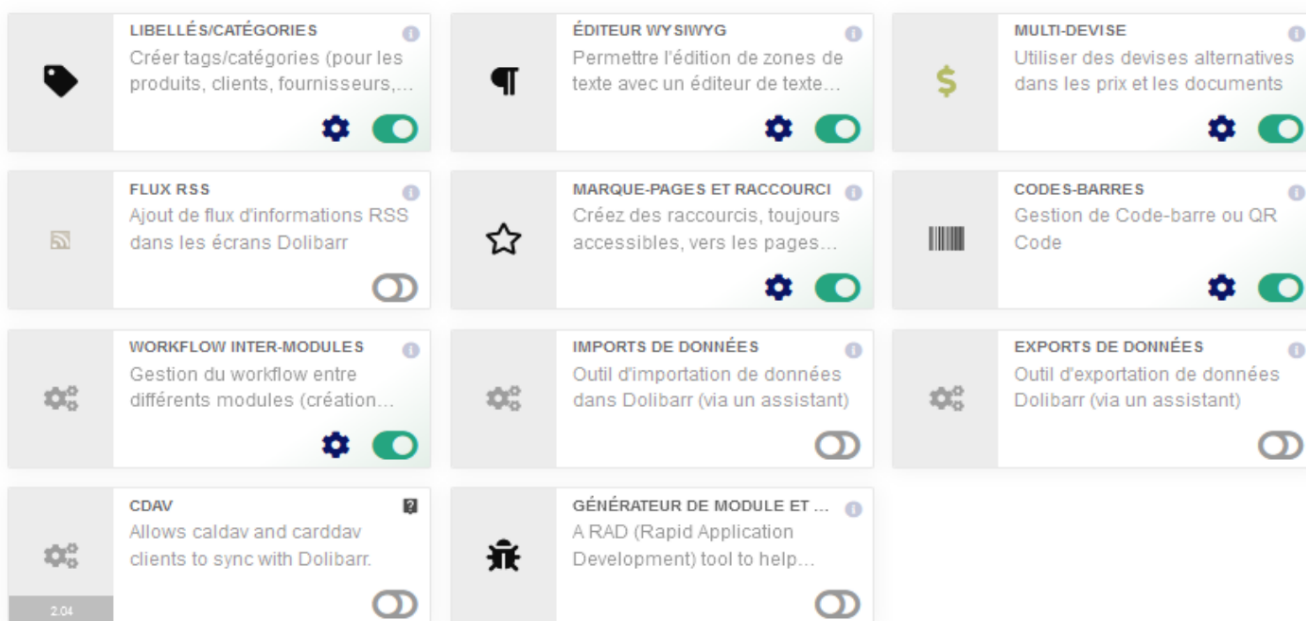 LIBELLÉS/CATÉGORIES
Créer tags/catégories (pour les
produits, clients, fournisseurs,...
ÉDITEUR WYSIWYG
Permettre l'édition de zones de
texte avec un éditeur de texte...
MULTI-DEVISE
Utiliser des devises alternatives
dans les prix et les documents
FLUX RSS
Ajout de flux d'informations RSS
dans les écrans Dolibarr
MARQUE-PAGES ET RACCOURCI
Créez des raccourcis, toujours
accessibles, vers les pages...
CODES-BARRES
Gestion de Code-barre ou QR
Code
WORKFLOW INTER-MODULES
Gestion du workflow entre
différents modules (création...
IMPORTS DE DONNÉES
Outil d'importation de données
dans Dolibarr (via un assistant)
EXPORTS DE DONNÉES
Outil d'exportation de données
Dolibarr (via un assistant)
CDAV
Allows caldav and carddav
clients to sync with Dolibarr.
2.04
GÉNÉRATEUR DE MODULE ET ...
A RAD (Rapid Application
Development) tool to help...